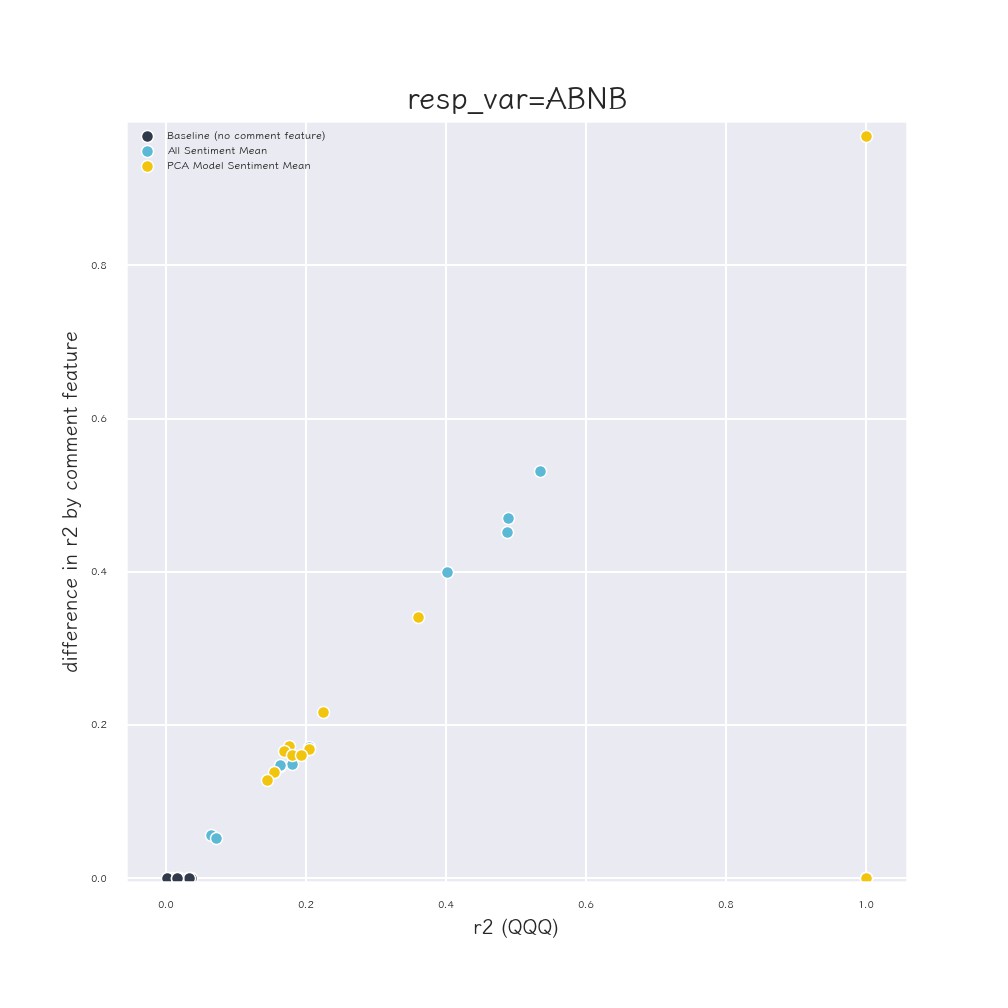 resp_var=ABNB
Baseline (no comment feature)
All Sentiment Mean
PCA Model Sentiment Mean
difference in r2 by comment feature
0.8
0.6
0.4
0.2
0.0
0.0 0.2 0.4 0.6 0.8 1.0
r2 (QQQ)